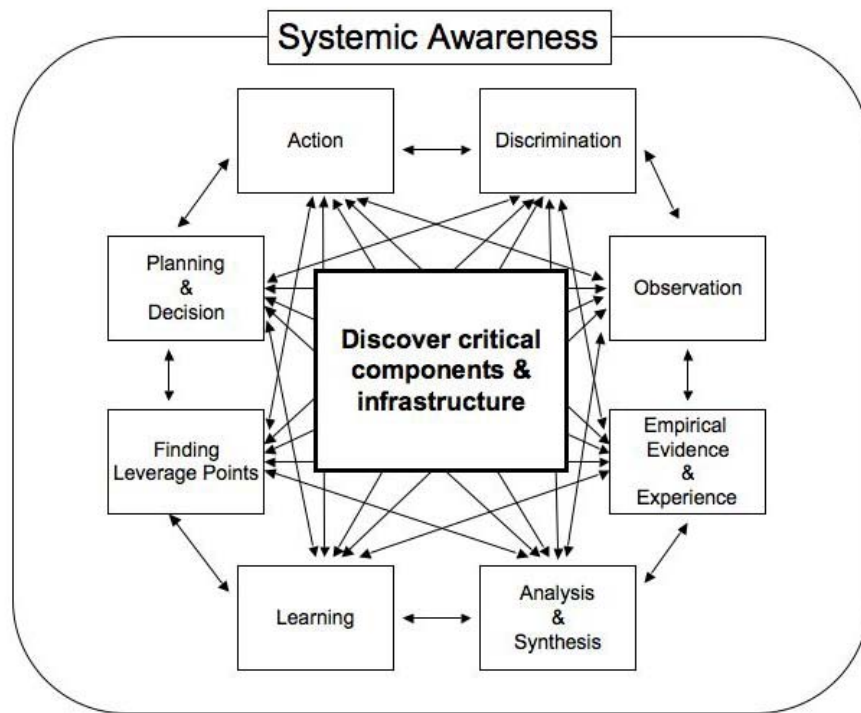 Systemic Awareness
Action
Discrimination
Planning
&
Decision
Observation
Discover critical
components &
infrastructure
Finding
Leverage Points
Empirical
Evidence
&
Experience
Learning
Analysis
&
Synthesis